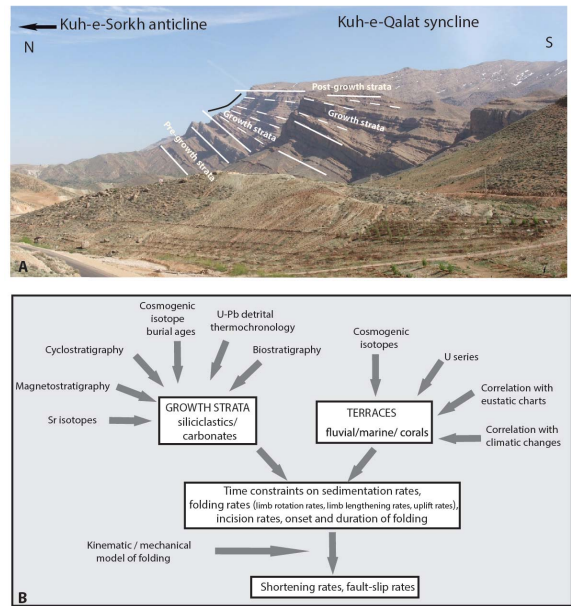 Kuh-e-Sorkh anticline
Kuh-e-Qalat syncline
N
S
Post-growth strata
Growth strata
Growth strata
Pre-growth strata
A
Cosmogenic
isotope
burial ages
U-Pb detrital
thermochronology
Cosmogenic
isotopes
Cyclostratigraphy
Biostratigraphy
U series
Magnetostratigraphy
Correlation with
eustatic charts
GROWTH STRATA
siliciclastics/
carbonates
TERRACES
fluvial/marine/ corals
Sr isotopes
Correlation with
climatic changes
Time constraints on sedimentation rates,
folding rates (limb rotation rates, limb lengthening rates, uplift rates),
incision rates, onset and duration of folding
Kinematic / mechanical
model of folding
Shortening rates, fault-slip rates
B